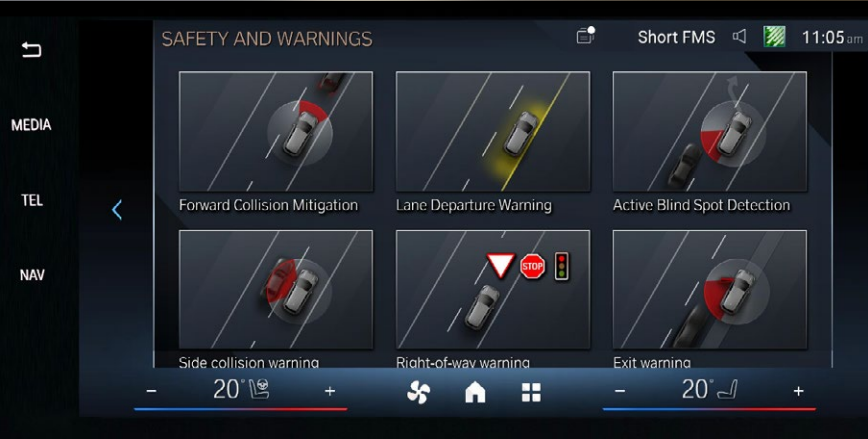 SAFETY AND WARNINGS
Short FMS
11:05 am
MEDIA
TEL
NAV
Forward Collision Mitigation
Lane Departure Warning
Active Blind Spot Detection
STOP
Side collision warning
Right-of-way warning
Exit warning
- 20° +
- 20° +